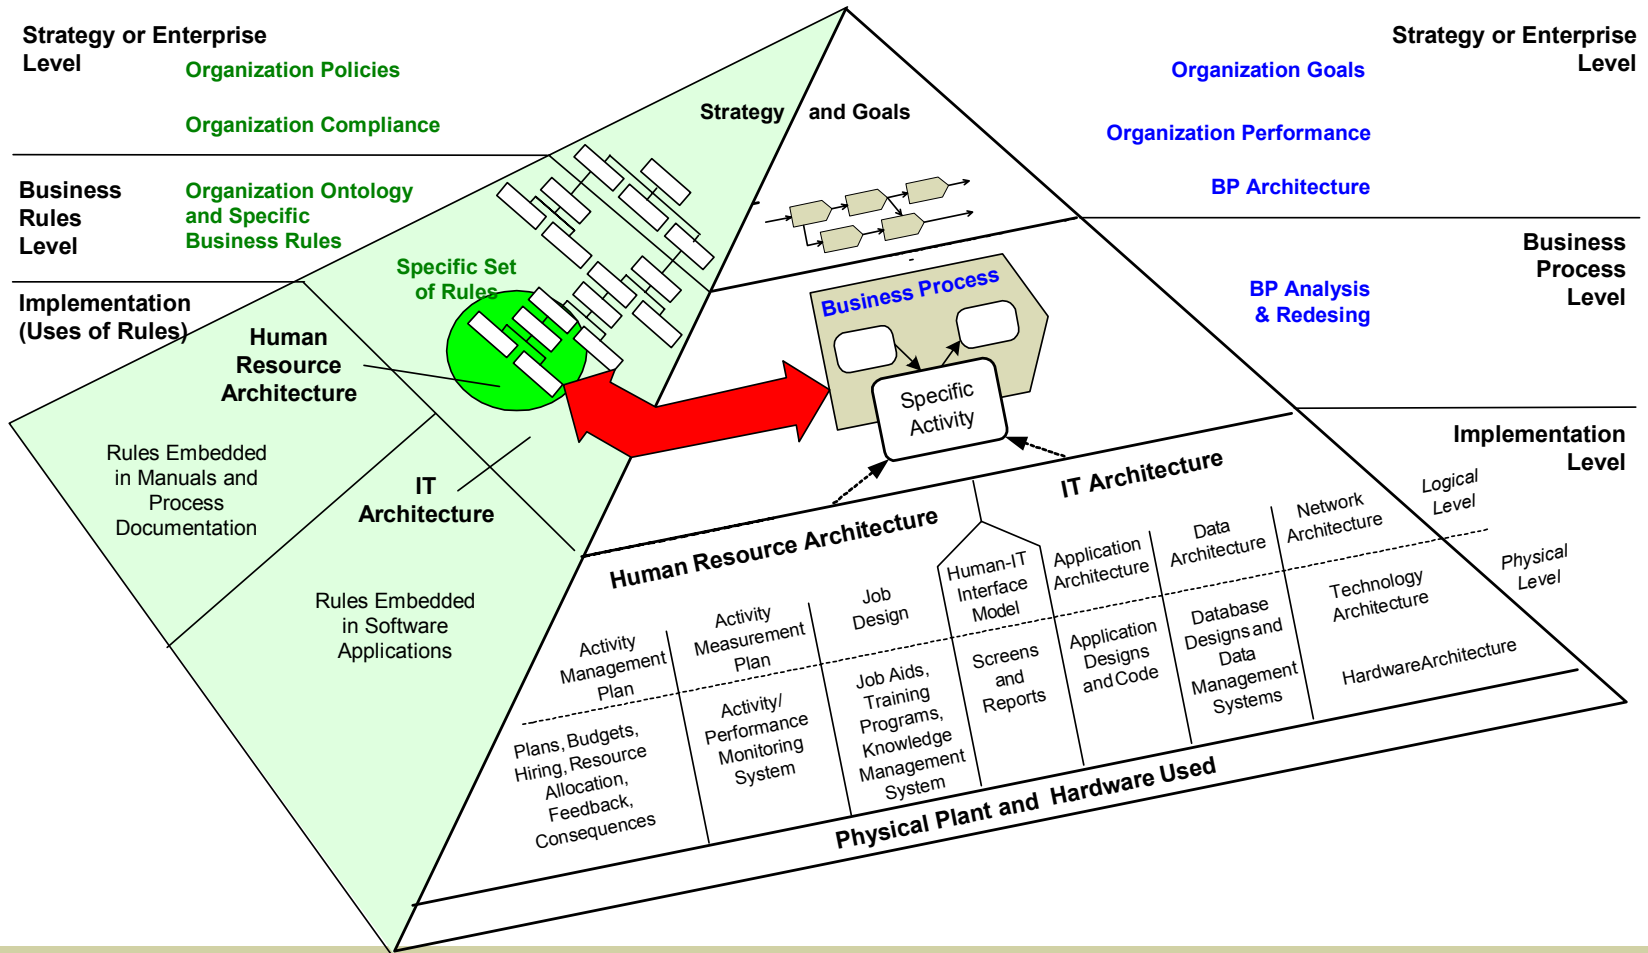 Strategy or Enterprise
Level
Organization Policies
Organization Compliance
Business
Rules
Level
Organization Ontology
and Specific
Business Rules
Implementation
(Uses of Rules)
Specific Set
of Rules
Human
Resource
Architecture
Rules Embedded
in Manuals and
Process
Documentation
IT
Architecture
Rules Embedded
in Software
Applications
Strategy and Goals
Business Process
Specific
Activity
Strategy or Enterprise
Level
Organization Goals
Organization Performance
BP Architecture
Business
Process
Level
BP Analysis
& Redesing
Implementation
Level
Logical
Level
Physical
Level
Human Resource Architecture
IT Architecture
Activity
Management
Plan
Activity
Measurement
Plan
Job
Design
Human-IT
Interface
Model
Application
Architecture
Data
Architecture
Network
Architecture
Plans, Budgets,
Hiring, Resource
Allocation,
Feedback,
Consequences
Activity/
Performance
Monitoring
System
Job Aids,
Training
Programs,
Knowledge
Management
System
Screens
and
Reports
Application
Designs
and Code
Database
Designs and
Data
Management
Systems
Technology
Architecture
Hardware Architecture
Physical Plant and Hardware Used